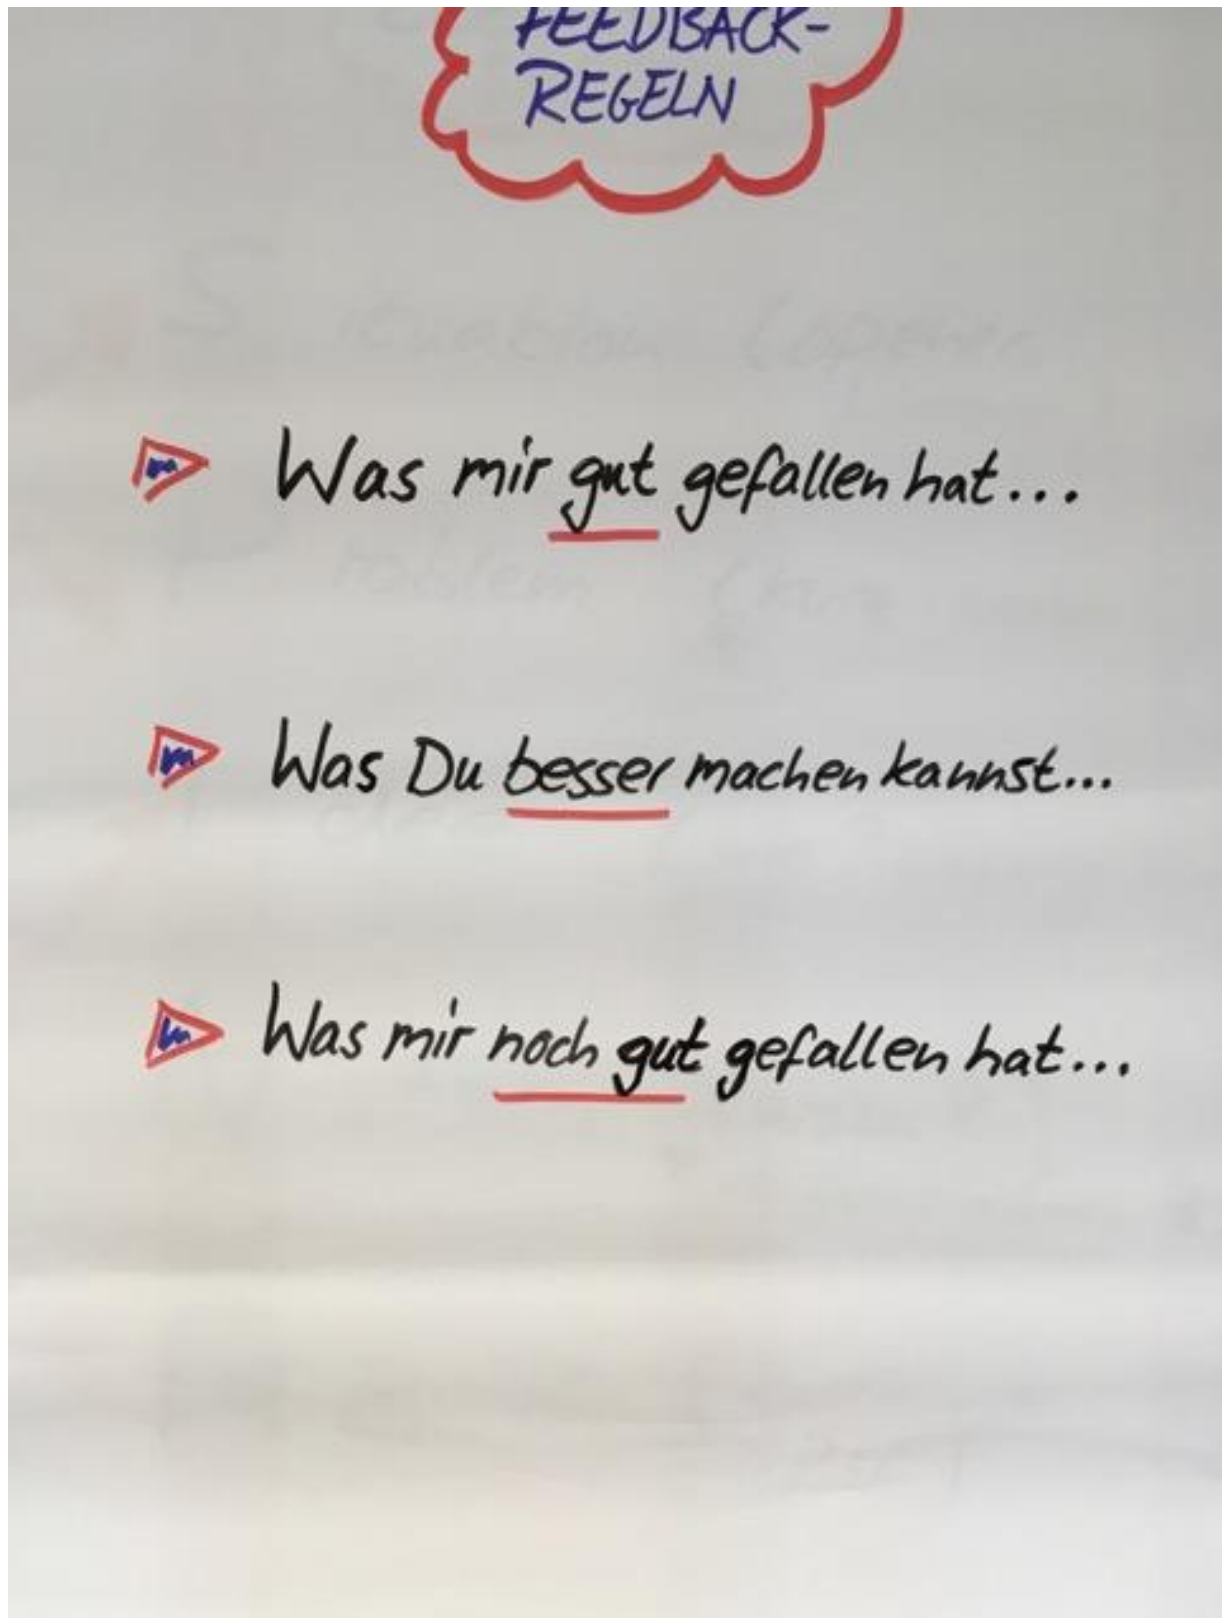 FEEDBACK-
REGELN
Was mir gut gefallen hat...
Was Du besser machen kannst...
Was mir noch gut gefallen hat...